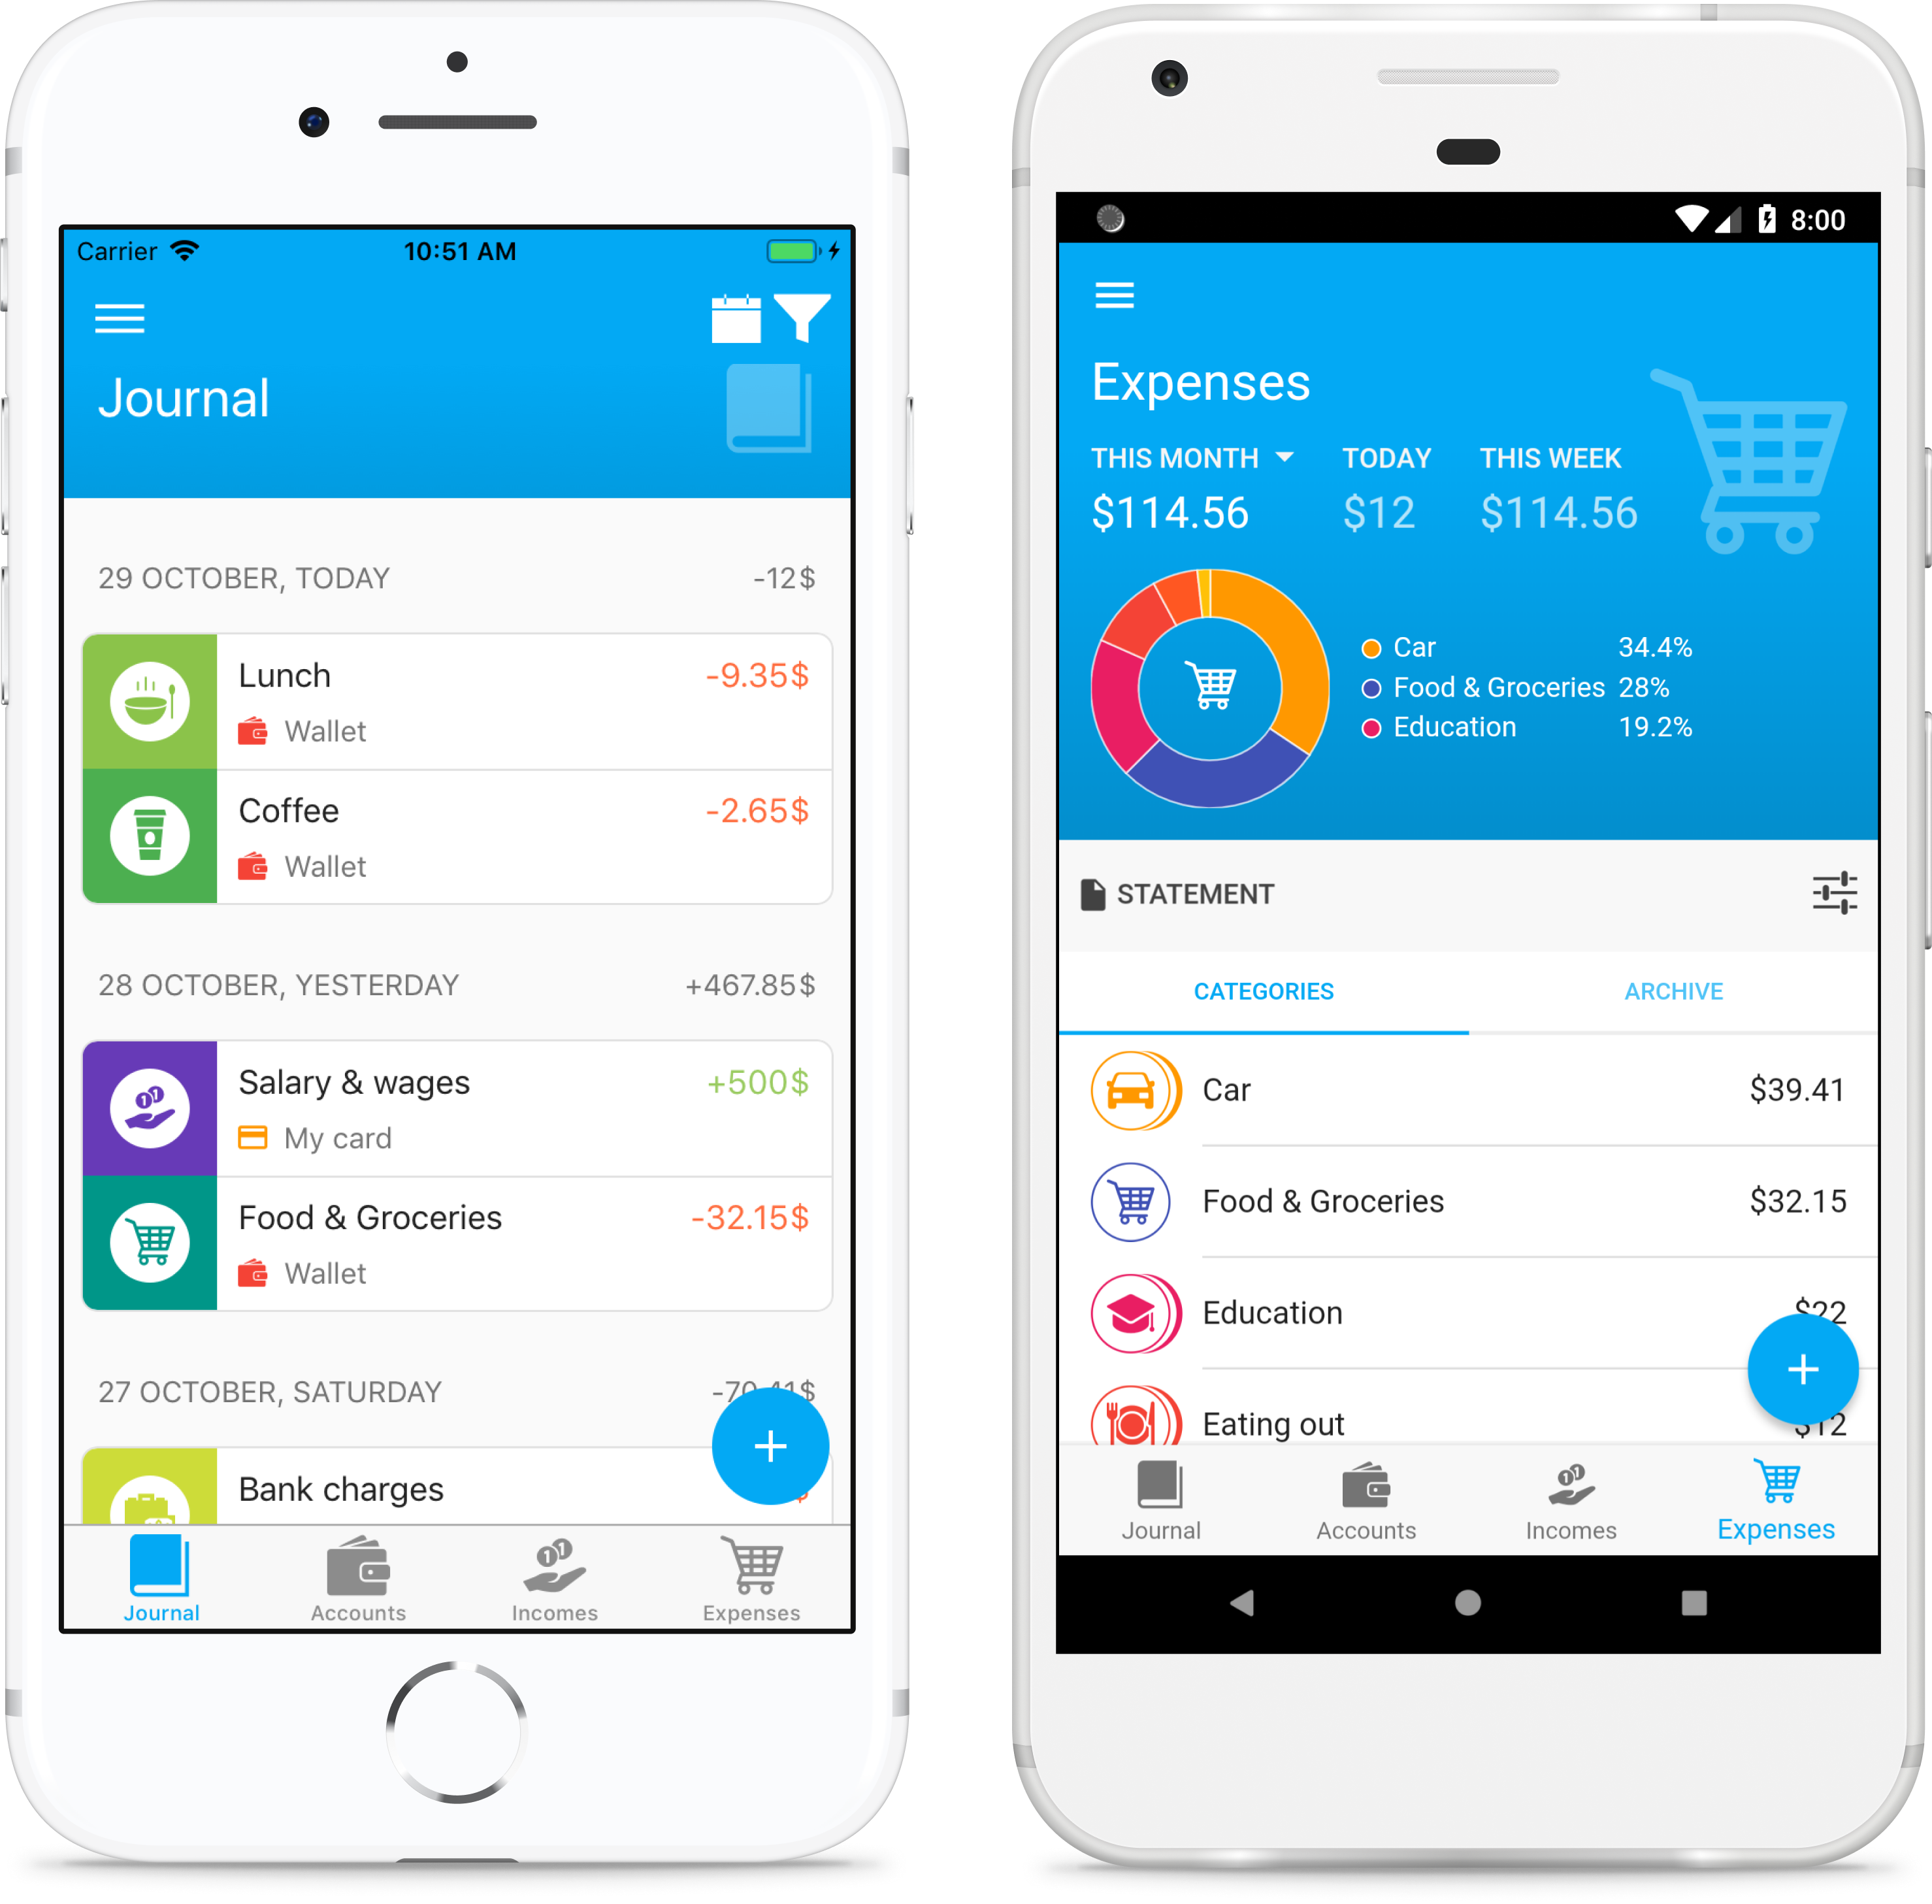 Carrier
10:51 AM
Journal
29 OCTOBER, TODAY -12$
Lunch -9.35$
Wallet
Coffee -2.65$
Wallet
28 OCTOBER, YESTERDAY +467.85$
Salary & wages +500$
My card
Food & Groceries -32.15$
Wallet
27 OCTOBER, SATURDAY
Bank charges
Journal Accounts Incomes Expenses
8:00
Expenses
THIS MONTH TODAY THIS WEEK
$114.56 $12 $114.56
Car 34.4%
Food & Groceries 28%
Education 19.2%
STATEMENT
CATEGORIES ARCHIVE
Car $39.41
Food & Groceries $32.15
Education $22
Eating out $12
Journal Accounts Incomes Expenses